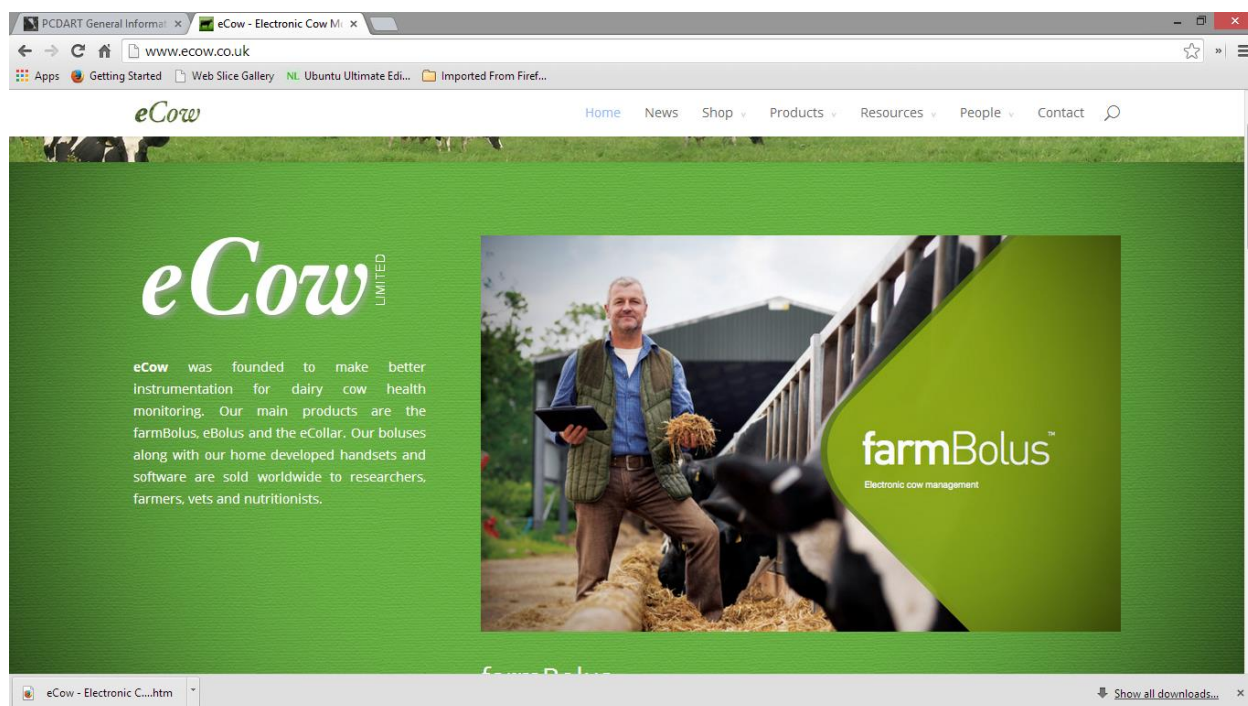 PCDART General Informat
eCow - Electronic Cow Mo
www.ecow.co.uk
Apps Getting Started Web Slice Gallery NL Ubuntu Ultimate Edi... Imported From Firef...
eCow
Home News Shop Products Resources People Contact
eCow LIMITED
eCow was founded to make better
instrumentation for dairy cow health
monitoring. Our main products are the
farmBolus, eBolus and the eCollar. Our boluses
along with our home developed handsets and
software are sold worldwide to researchers,
farmers, vets and nutritionists.
farmBolus™
Electronic cow management
farmBolus
eCow - Electronic C....htm
Show all downloads...